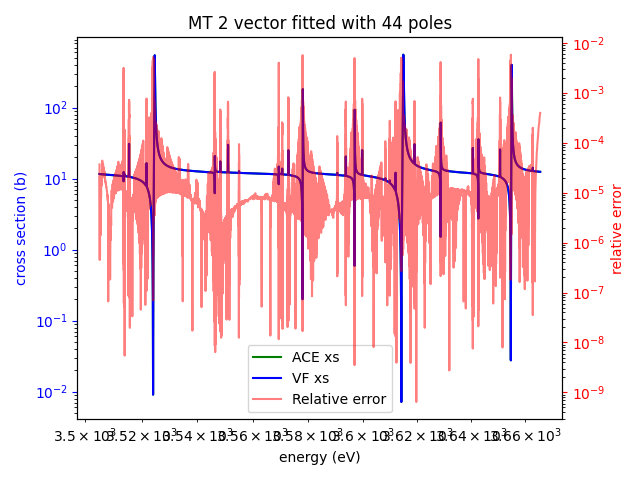 MT 2 vector fitted with 44 poles
cross section (b)
10²
10¹
10⁰
10⁻¹
10⁻²
10⁻²
10⁻³
10⁻⁴
10⁻⁵
10⁻⁶
10⁻⁷
10⁻⁸
10⁻⁹
relative error
ACE xs
VF xs
Relative error
3.5 × 10³ 3.52 × 10³ 3.54 × 10³ 3.56 × 10³ 3.58 × 10³ 3.6 × 10³ 3.62 × 10³ 3.64 × 10³ 3.66 × 10³
energy (eV)